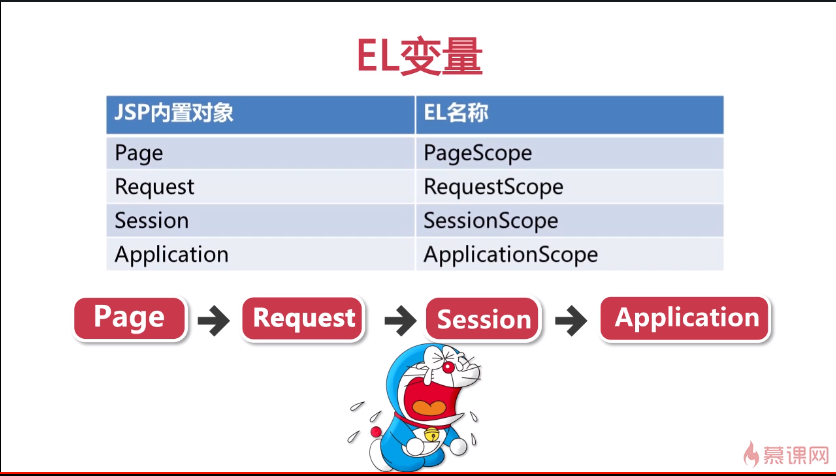 EL变量
JSP内置对象 EL名称
Page PageScope
Request RequestScope
Session SessionScope
Application ApplicationScope
Page Request Session Application
慕课网